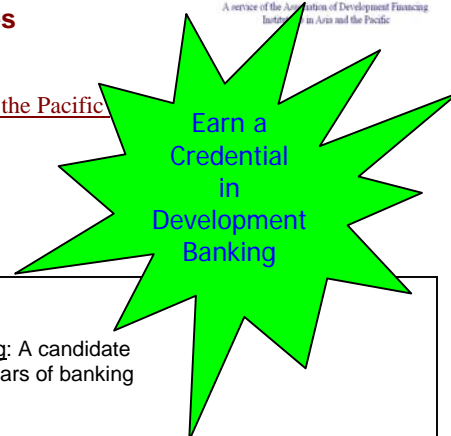 A service of the Association of Development Financing
Institutions in Asia and the Pacific
es
the Pacific
Earn a
Credential
in
Development
Banking
g: A candidate
ars of banking